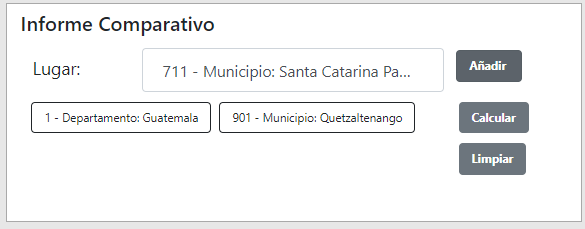 Informe Comparativo
Lugar:
711 - Municipio: Santa Catarina Pa...
Añadir
1 - Departamento: Guatemala
901 - Municipio: Quetzaltenango
Calcular
Limpiar